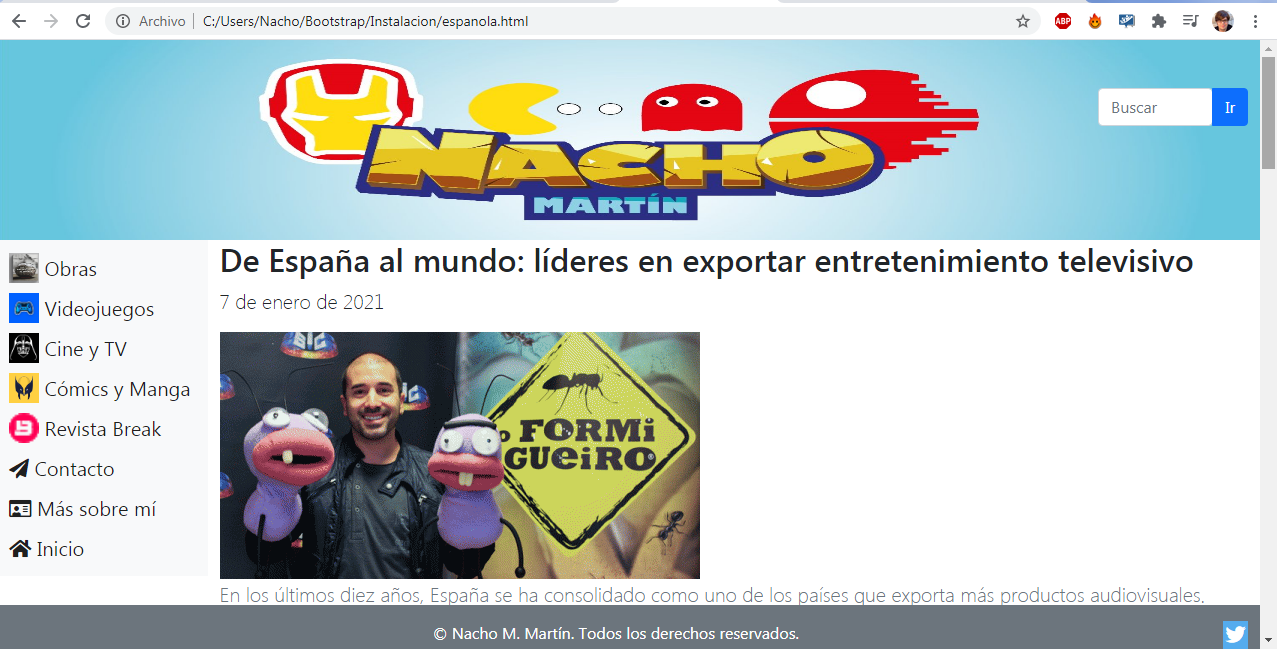 Archivo | C:/Users/Nacho/Bootstrap/Instalacion/espanola.html
ABP
NACHO
MARTÍN
Buscar Ir
Obras
Videojuegos
Cine y TV
Cómics y Manga
Revista Break
Contacto
Más sobre mí
Inicio
De España al mundo: líderes en exportar entretenimiento televisivo
7 de enero de 2021
BIC
o FORMi
GUEiRO®
En los últimos diez años, España se ha consolidado como uno de los países que exporta más productos audiovisuales.
© Nacho M. Martín. Todos los derechos reservados.